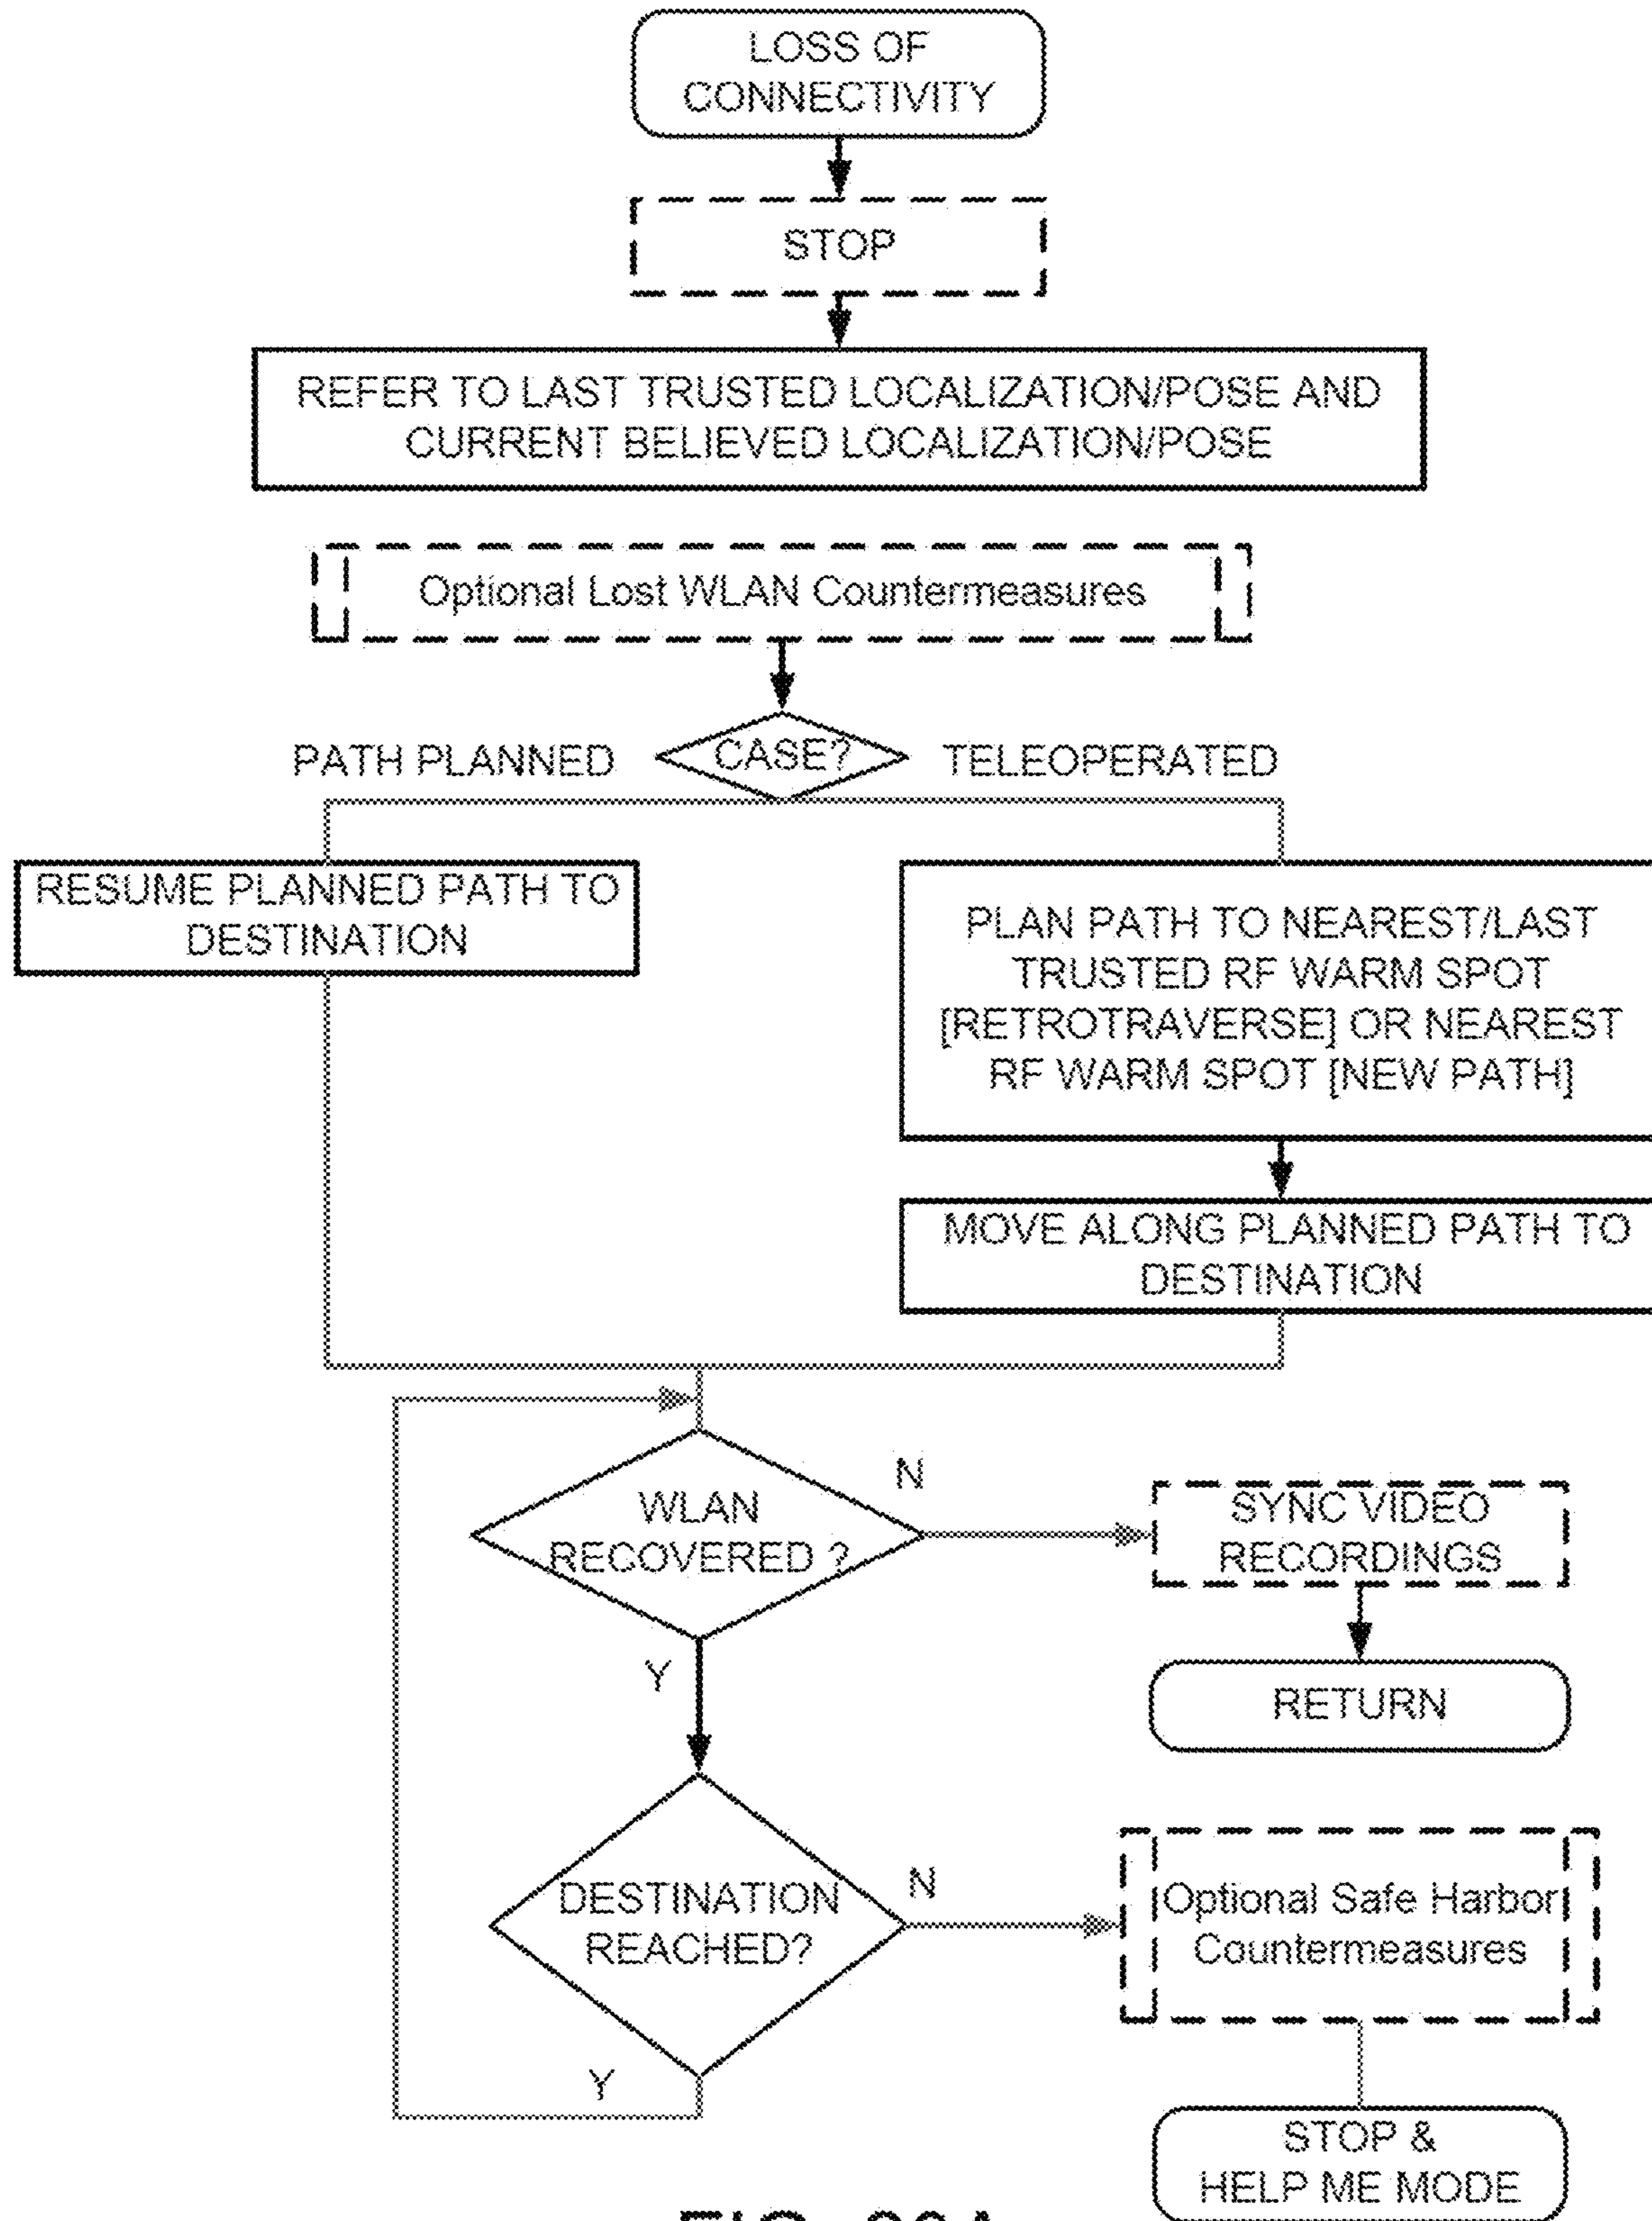 LOSS OF
CONNECTIVITY
STOP
REFER TO LAST TRUSTED LOCALIZATION/POSE AND
CURRENT BELIEVED LOCALIZATION/POSE
Optional Lost WLAN Countermeasures
PATH PLANNED
CASE?
TELEOPERATED
RESUME PLANNED PATH TO
DESTINATION
PLAN PATH TO NEAREST/LAST
TRUSTED RF WARM SPOT
[RETROTRAVERSE] OR NEAREST
RF WARM SPOT [NEW PATH]
MOVE ALONG PLANNED PATH TO
DESTINATION
WLAN
RECOVERED ?
N
SYNC VIDEO
RECORDINGS
Y
RETURN
DESTINATION
REACHED?
N
Optional Safe Harbor
Countermeasures
Y
STOP &
HELP ME MODE